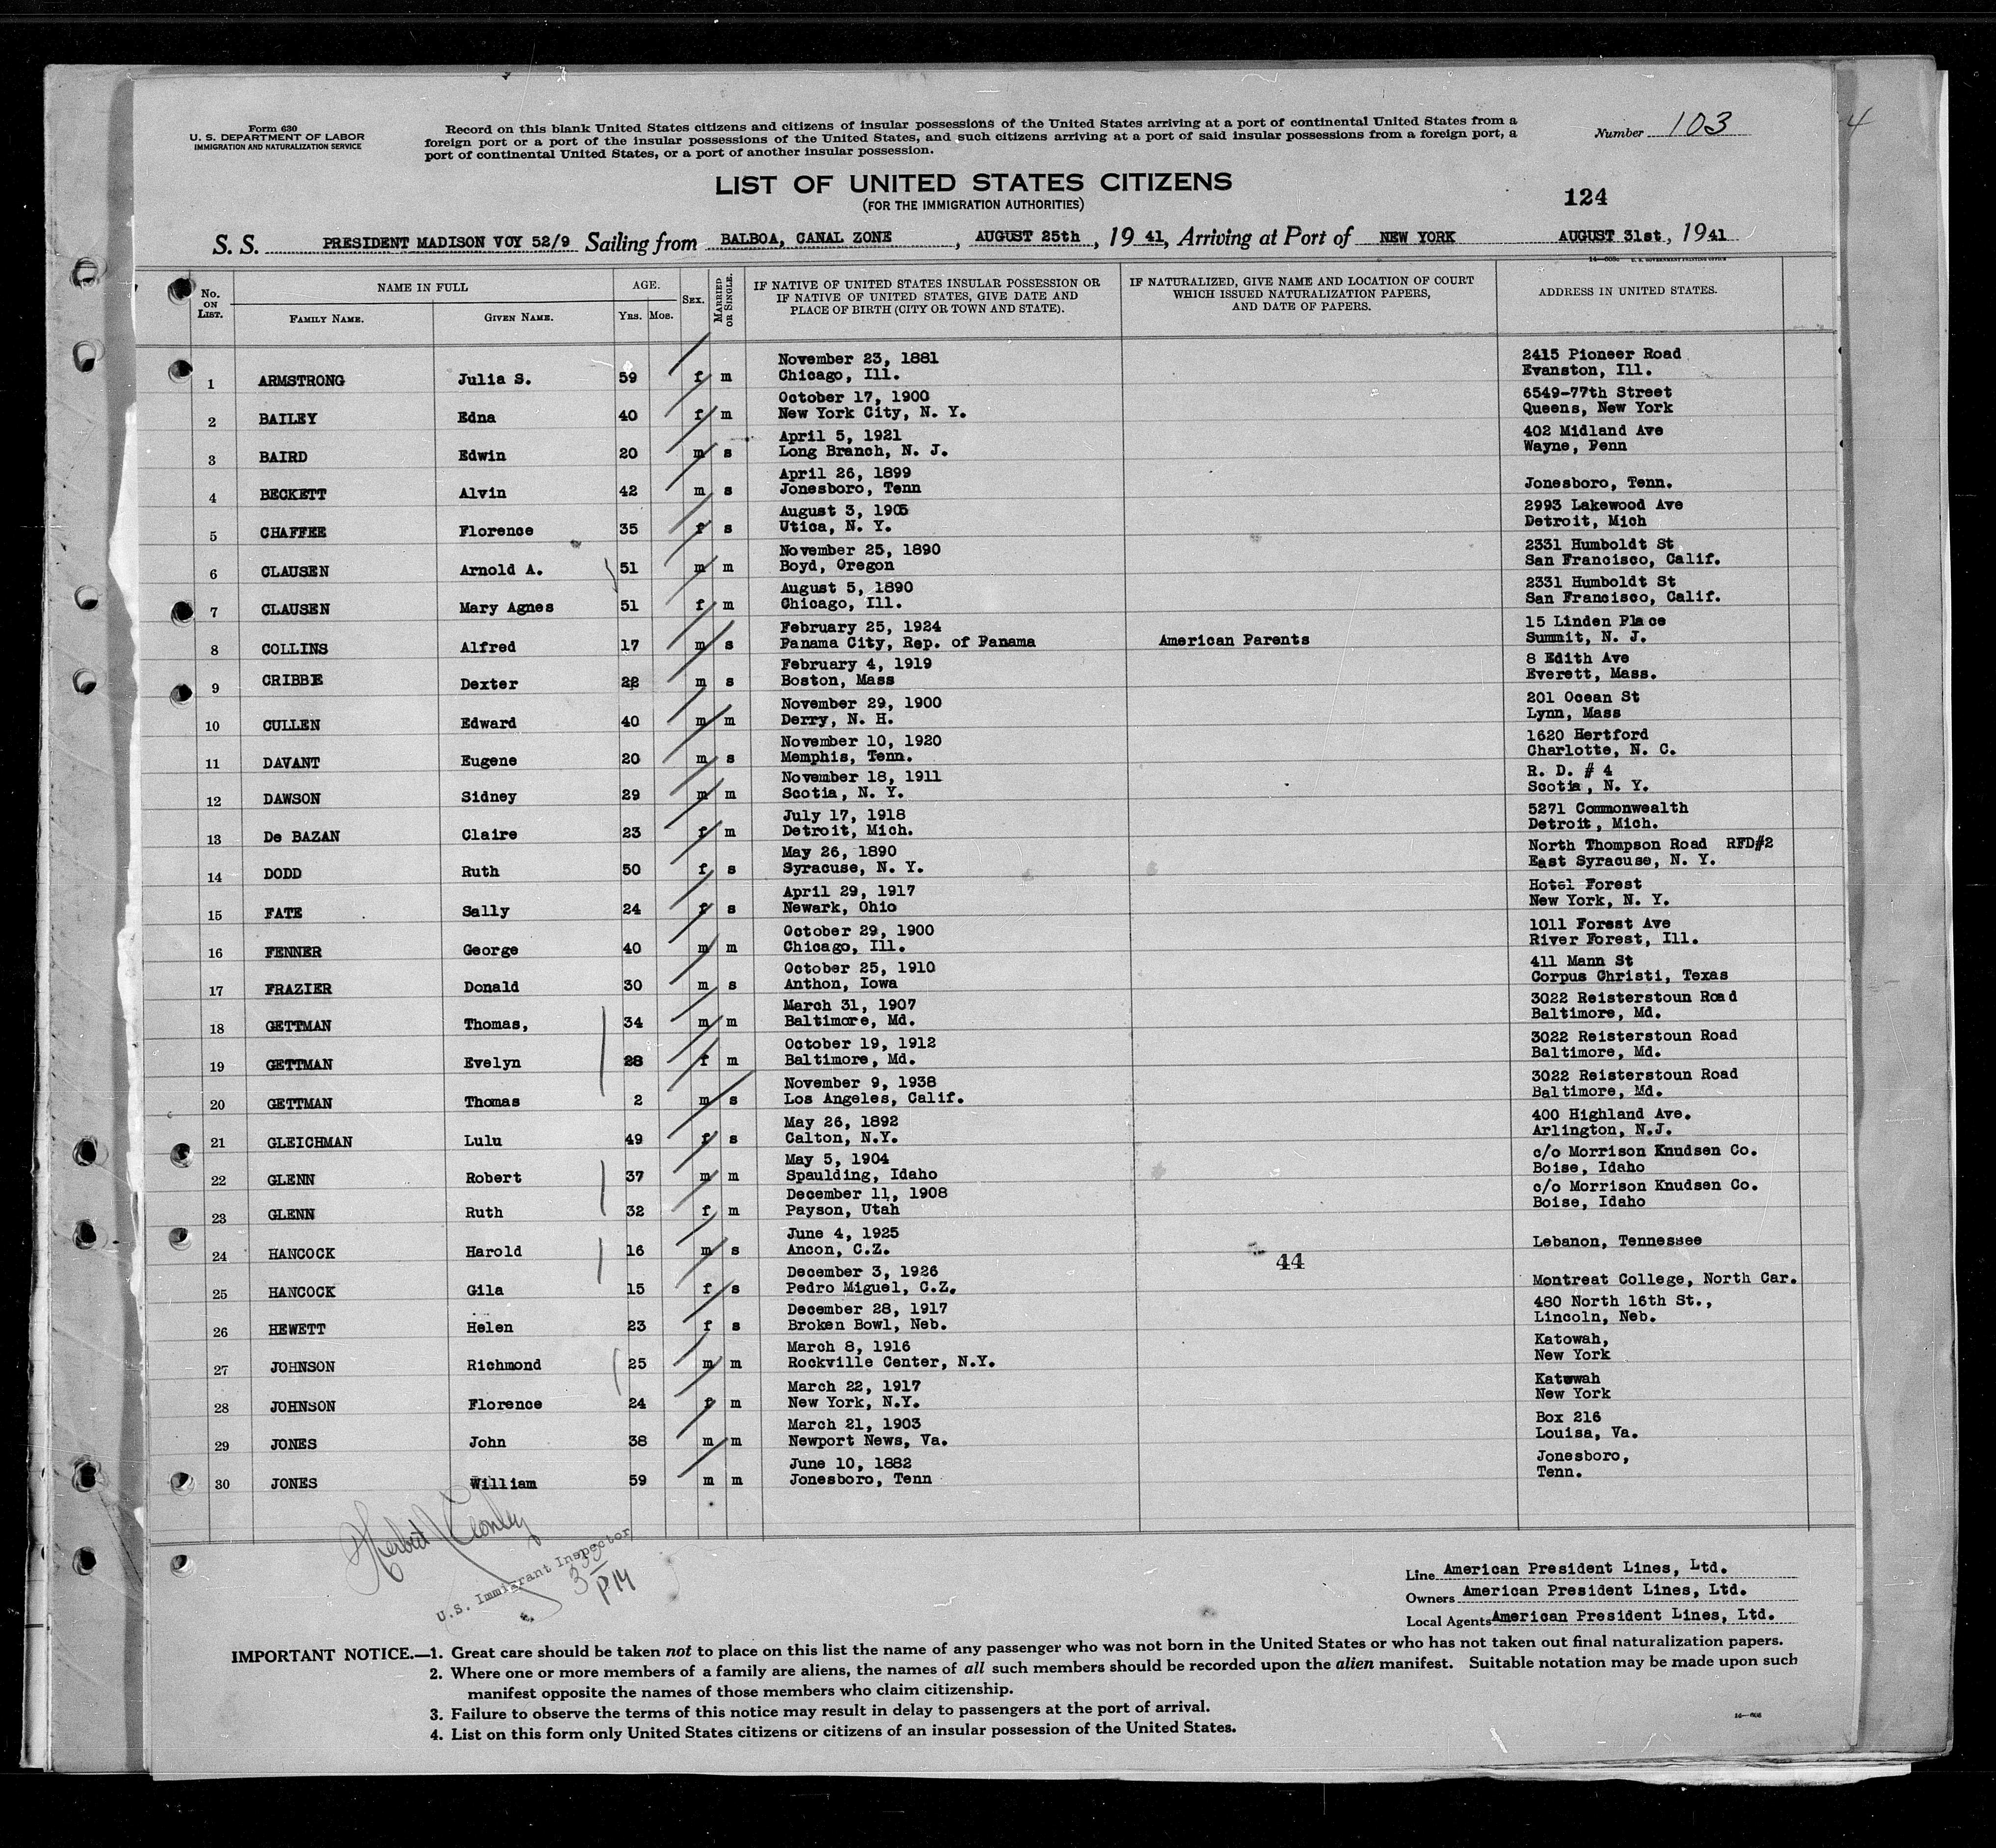 Form 630
U. S. DEPARTMENT OF LABOR
IMMIGRATION AND NATURALIZATION SERVICE
Record on this blank United States citizens and citizens of insular possessions of the United States arriving at a port of continental United States from a
foreign port or a port of the insular possessions of the United States, and such citizens arriving at a port of said insular possessions from a foreign port, a
port of continental United States, or a port of another insular possession.
Number 103
4
LIST OF UNITED STATES CITIZENS
(FOR THE IMMIGRATION AUTHORITIES)
124
S. S. PRESIDENT MADISON VOY 52/9 Sailing from BALBOA, CANAL ZONE, AUGUST 25th, 19 41, Arriving at Port of NEW YORK AUGUST 31st, 1941
No. ON LIST. NAME IN FULL AGE. SEX. MARRIED OR SINGLE. IF NATIVE OF UNITED STATES INSULAR POSSESSION OR IF NATIVE OF UNITED STATES, GIVE DATE AND PLACE OF BIRTH (CITY OR TOWN AND STATE). IF NATURALIZED, GIVE NAME AND LOCATION OF COURT WHICH ISSUED NATURALIZATION PAPERS, AND DATE OF PAPERS. ADDRESS IN UNITED STATES.
FAMILY NAME. GIVEN NAME. YRS. MOS.
November 23, 1881 2415 Pioneer Road
1 ARMSTRONG Julia S. 59 f m Chicago, Ill. Evanston, Ill.
October 17, 1900 6549-77th Street
2 BAILEY Edna 40 f m New York City, N. Y. Queens, New York
April 5, 1921 402 Midland Ave
3 BAIRD Edwin 20 m s Long Branch, N. J. Wayne, Penn
April 26, 1899
4 BECKETT Alvin 42 m s Jonesboro, Tenn Jonesboro, Tenn.
August 3, 1905 2993 Lakewood Ave
5 CHAFFEE Florence 35 f s Utica, N. Y. Detroit, Mich
November 25, 1890 2331 Humboldt St
6 CLAUSEN Arnold A. 51 m m Boyd, Oregon San Francisco, Calif.
August 5, 1890 2331 Humboldt St
7 CLAUSEN Mary Agnes 51 f m Chicago, Ill. San Francisco, Calif.
February 25, 1924 15 Linden Place
8 COLLINS Alfred 17 m s Panama City, Rep. of Panama American Parents Summit, N. J.
February 4, 1919 8 Edith Ave
9 CRIBBE Dexter 22 m s Boston, Mass Everett, Mass.
November 29, 1900 201 Ocean St
10 CULLEN Edward 40 m m Derry, N. H. Lynn, Mass
November 10, 1920 1620 Hertford
11 DAVANT Eugene 20 m s Memphis, Tenn. Charlotte, N. C.
November 18, 1911 R. D. # 4
12 DAWSON Sidney 29 m m Scotia, N. Y. Scotia, N. Y.
July 17, 1918 5271 Commonwealth
13 De BAZAN Claire 23 f m Detroit, Mich. Detroit, Mich.
May 26, 1890 North Thompson Road RFD#2
14 DODD Ruth 50 f s Syracuse, N. Y. East Syracuse, N. Y.
April 29, 1917 Hotel Forest
15 FATE Sally 24 f s Newark, Ohio New York, N. Y.
October 29, 1900 1011 Forest Ave
16 FENNER George 40 m m Chicago, Ill. River Forest, Ill.
October 25, 1910 411 Mann St
17 FRAZIER Donald 30 m s Anthon, Iowa Corpus Christi, Texas
March 31, 1907 3022 Reisterstoun Road
18 GETTMAN Thomas, 34 m m Baltimore, Md. Baltimore, Md.
October 19, 1912 3022 Reisterstoun Road
19 GETTMAN Evelyn 28 f m Baltimore, Md. Baltimore, Md.
November 9, 1938 3022 Reisterstoun Road
20 GETTMAN Thomas 2 m s Los Angeles, Calif. Baltimore, Md.
May 26, 1892 400 Highland Ave.
21 GLEICHMAN Lulu 49 f s Calton, N.Y. Arlington, N.J.
May 5, 1904 c/o Morrison Knudsen Co.
22 GLENN Robert 37 m m Spaulding, Idaho Boise, Idaho
December 11, 1908 c/o Morrison Knudsen Co.
23 GLENN Ruth 32 f m Payson, Utah Boise, Idaho
June 4, 1925
24 HANCOCK Harold 16 m s Ancon, C.Z. 44 Lebanon, Tennessee
December 3, 1926
25 HANCOCK Gila 15 f s Pedro Miguel, C.Z. Montreat College, North Car.
December 28, 1917 480 North 16th St.,
26 HEWETT Helen 23 f s Broken Bowl, Neb. Lincoln, Neb.
March 8, 1916 Katowah,
27 JOHNSON Richmond 25 m m Rockville Center, N.Y. New York
March 22, 1917 Katowah
28 JOHNSON Florence 24 f m New York, N.Y. New York
March 21, 1903 Box 216
29 JONES John 38 m m Newport News, Va. Louisa, Va.
June 10, 1882 Jonesboro,
30 JONES William 59 m m Jonesboro, Tenn Tenn.
Herbert
U.S. Immigrant Inspector
PM
Line American President Lines, Ltd.
Owners American President Lines, Ltd.
Local Agents American President Lines, Ltd.
IMPORTANT NOTICE.—1. Great care should be taken not to place on this list the name of any passenger who was not born in the United States or who has not taken out final naturalization papers.
2. Where one or more members of a family are aliens, the names of all such members should be recorded upon the alien manifest. Suitable notation may be made upon such
manifest opposite the names of those members who claim citizenship.
3. Failure to observe the terms of this notice may result in delay to passengers at the port of arrival.
4. List on this form only United States citizens or citizens of an insular possession of the United States.